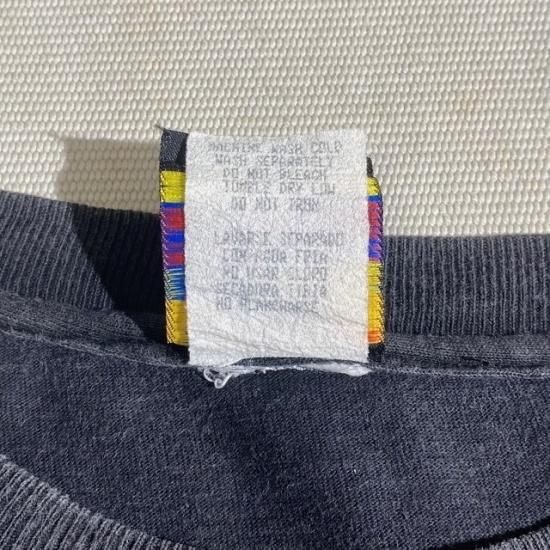 MACHINE WASH COLD
WASH SEPARATELY
DO NOT BLEACH
TUMBLE DRY LOW
DO NOT IRON
LAVARSE SEPARADO
CON AGUA FRIA
NO USAR CLORO
SECADORA TIBIA
NO PLANCHARSE